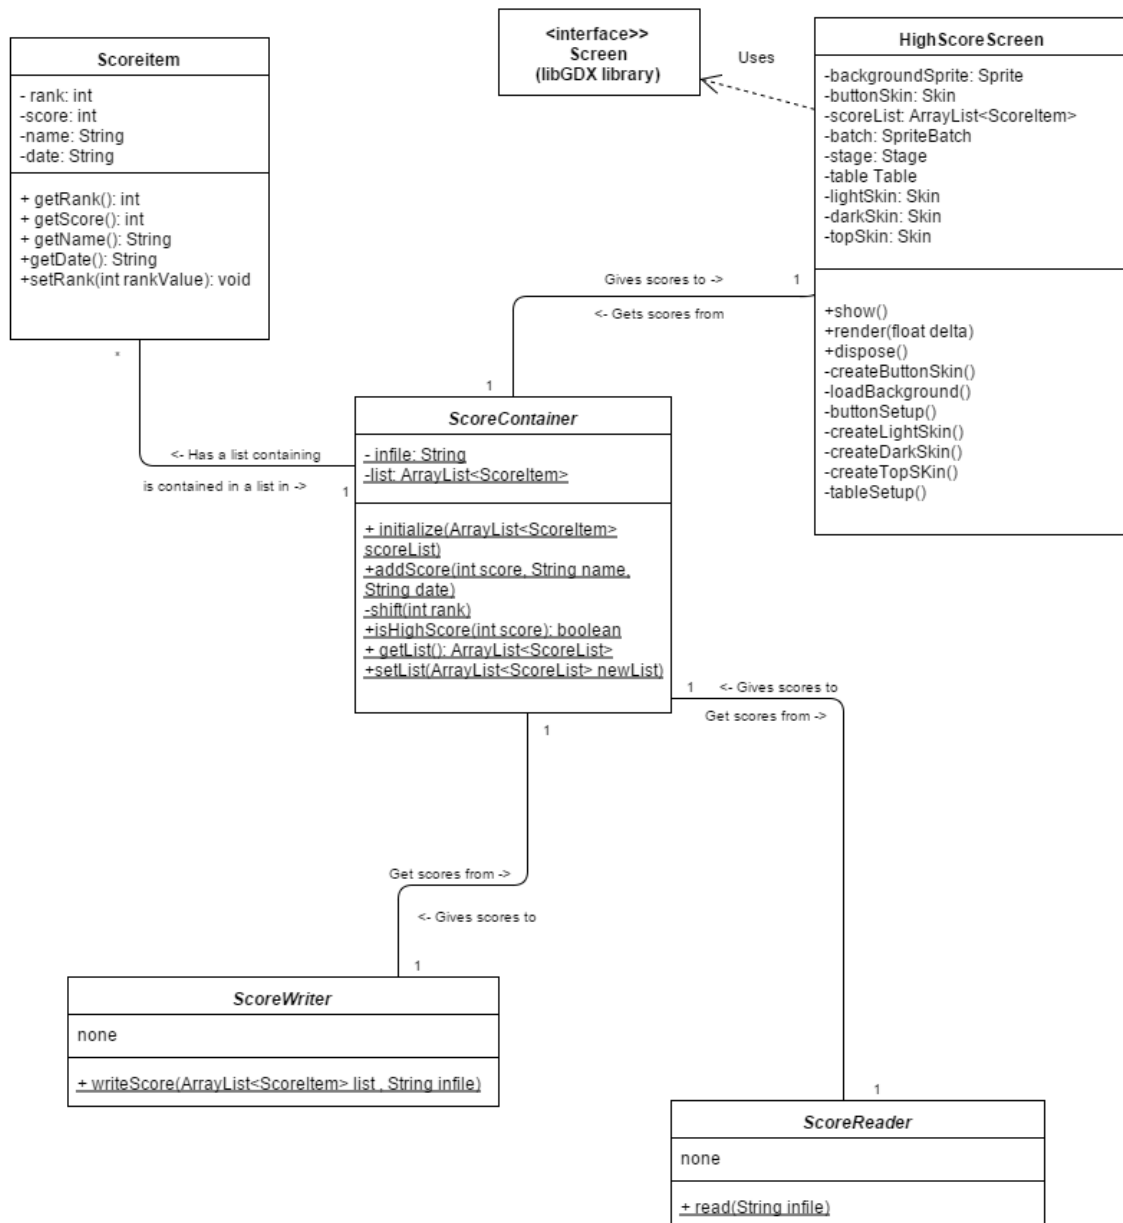 ScoreItem
- rank: int
-score: int
-name: String
-date: String
+ getRank(): int
+ getScore(): int
+ getName(): String
+getDate(): String
+setRank(int rankValue): void
*
<interface>>
Screen
(libGDX library)
Uses
HighScoreScreen
-backgroundSprite: Sprite
-buttonSkin: Skin
-scoreList: ArrayList<ScoreItem>
-batch: SpriteBatch
-stage: Stage
-table Table
-lightSkin: Skin
-darkSkin: Skin
-topSkin: Skin
+show()
+render(float delta)
+dispose()
-createButtonSkin()
-loadBackground()
-buttonSetup()
-createLightSkin()
-createDarkSkin()
-createTopSKin()
-tableSetup()
Gives scores to ->
1
<- Gets scores from
1
<- Has a list containing
is contained in a list in ->
1
ScoreContainer
- infile: String
-list: ArrayList<ScoreItem>
+ initialize(ArrayList<ScoreItem>
scoreList)
+addScore(int score, String name,
String date)
-shift(int rank)
+isHighScore(int score): boolean
+ getList(): ArrayList<ScoreList>
+setList(ArrayList<ScoreList> newList)
1
<- Gives scores to
Get scores from ->
1
Get scores from ->
<- Gives scores to
1
ScoreWriter
none
+ writeScore(ArrayList<ScoreItem> list , String infile)
1
ScoreReader
none
+ read(String infile)